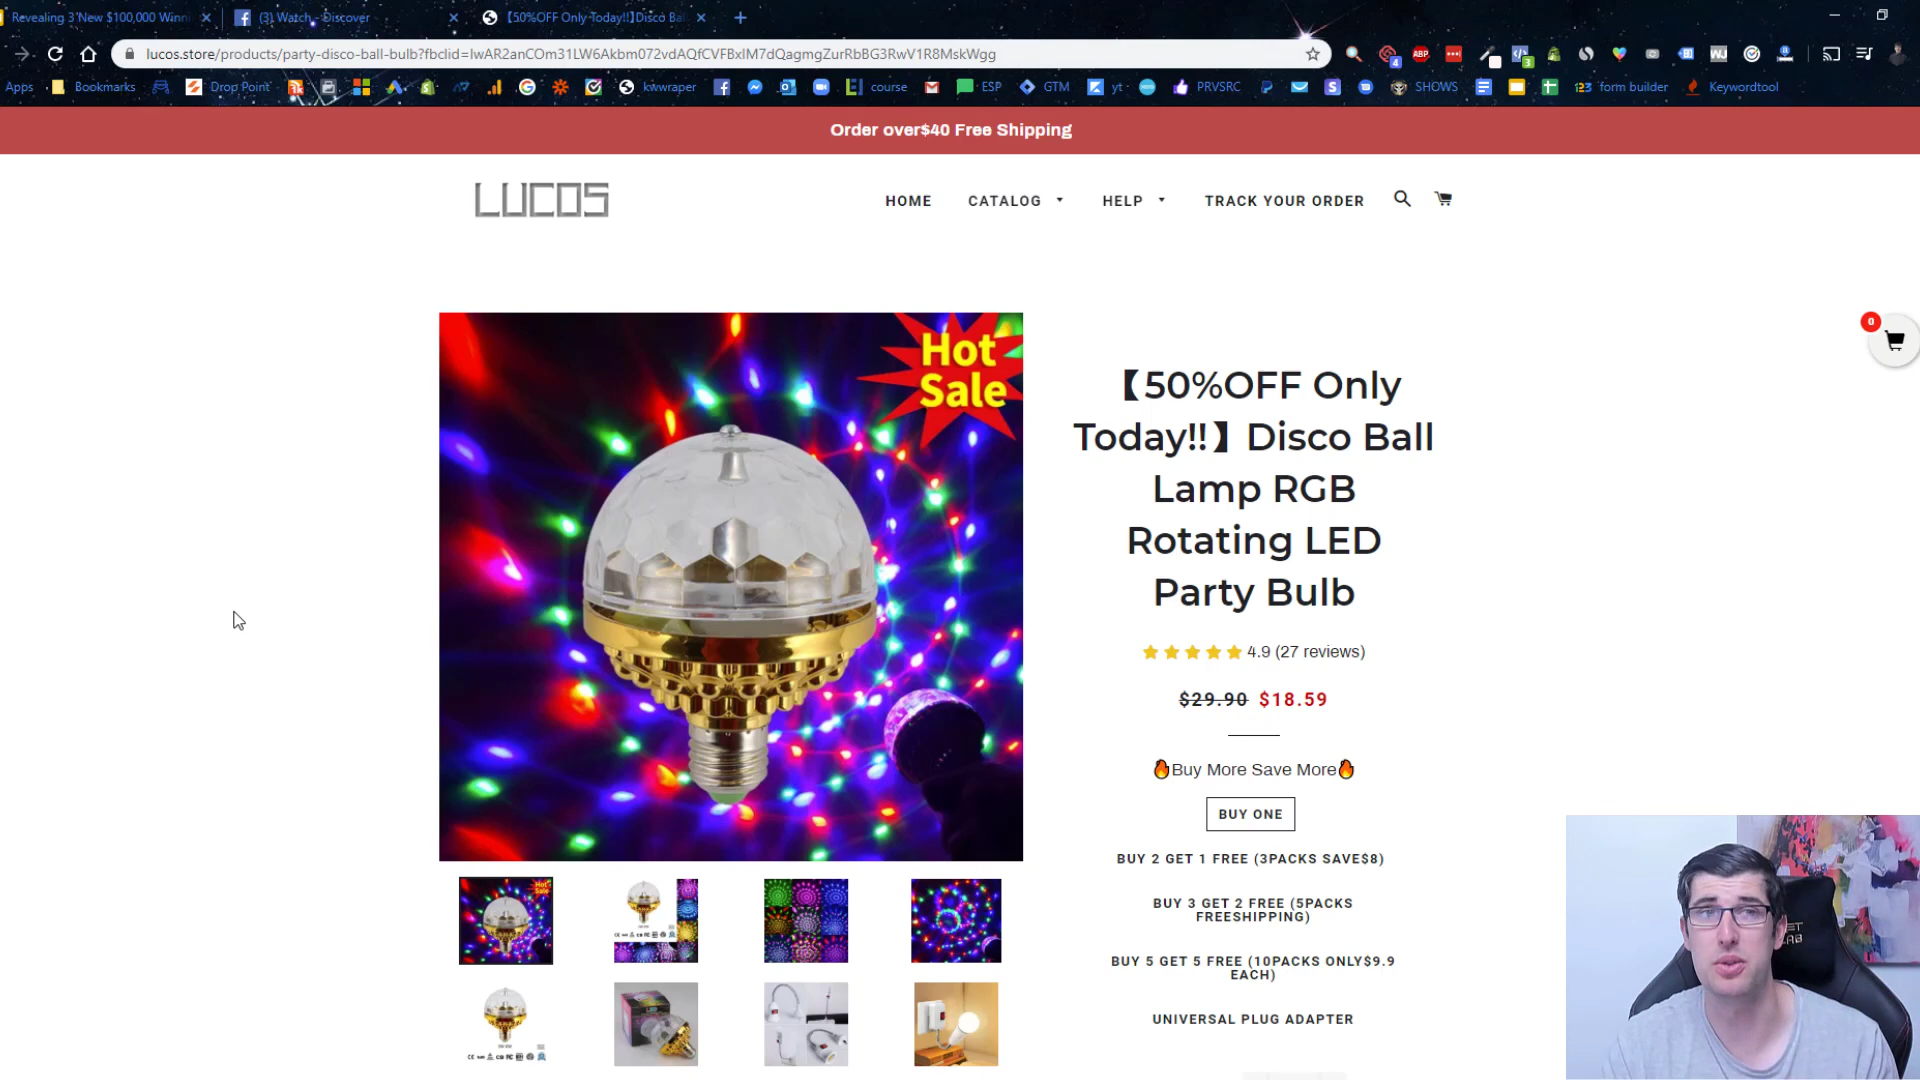 Revealing 3 New $100,000 Winn
(3) Watch - Discover
【50%OFF Only Today!!】Disco Bal
lucos.store/products/party-disco-ball-bulb?fbclid=IwAR2anCOm31LW6Akbm072vdAQfCVFBxlM7dQagmgZurRbBG3RwV1R8MskWgg
Apps
Bookmarks
Drop Point
kwwraper
course
ESP
GTM
yt
PRVSRC
SHOWS
form builder
Keywordtool
Order over$40 Free Shipping
LUCOS
HOME
CATALOG
HELP
TRACK YOUR ORDER
0
Hot
Sale
【50%OFF Only
Today!!】Disco Ball
Lamp RGB
Rotating LED
Party Bulb
4.9 (27 reviews)
$29.90 $18.59
🔥Buy More Save More🔥
BUY ONE
BUY 2 GET 1 FREE (3PACKS SAVE$8)
BUY 3 GET 2 FREE (5PACKS
FREESHIPPING)
BUY 5 GET 5 FREE (10PACKS ONLY$9.9
EACH)
UNIVERSAL PLUG ADAPTER